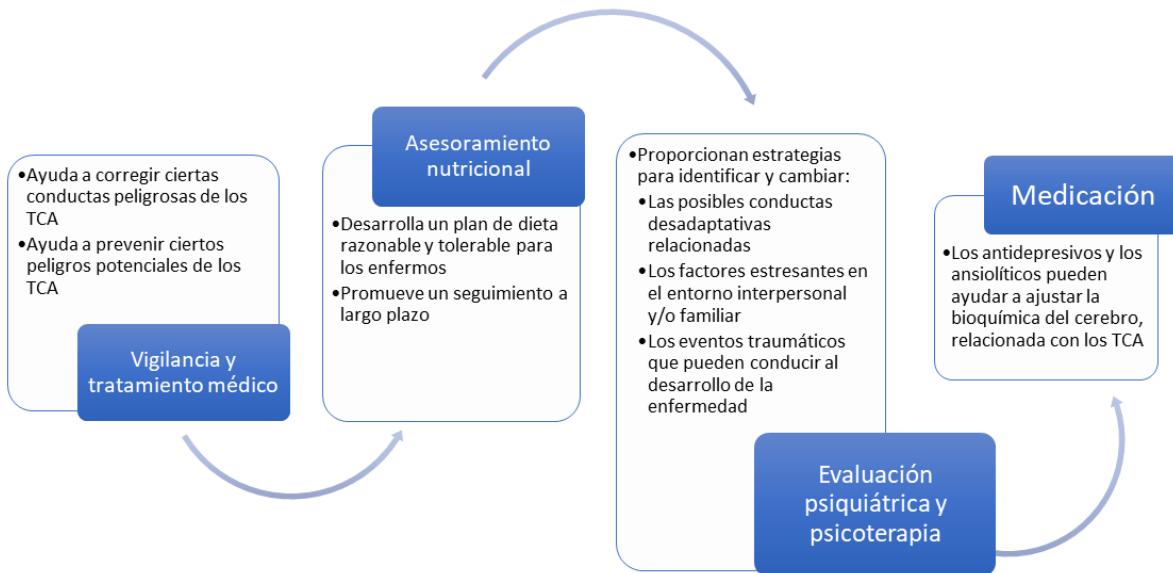 •Ayuda a corregir ciertas
conductas peligrosas de los
TCA
•Ayuda a prevenir ciertos
peligros potenciales de los
TCA
Vigilancia y
tratamiento médico
Asesoramiento
nutricional
•Desarrolla un plan de dieta
razonable y tolerable para
los enfermos
•Promueve un seguimiento a
largo plazo
•Proporcionan estrategias
para identificar y cambiar:
•Las posibles conductas
desadaptativas
relacionadas
•Los factores estresantes en
el entorno interpersonal
y/o familiar
•Los eventos traumáticos
que pueden conducir al
desarrollo de la
enfermedad
Evaluación
psiquiátrica y
psicoterapia
Medicación
•Los antidepresivos y los
ansiolíticos pueden
ayudar a ajustar la
bioquímica del cerebro,
relacionada con los TCA